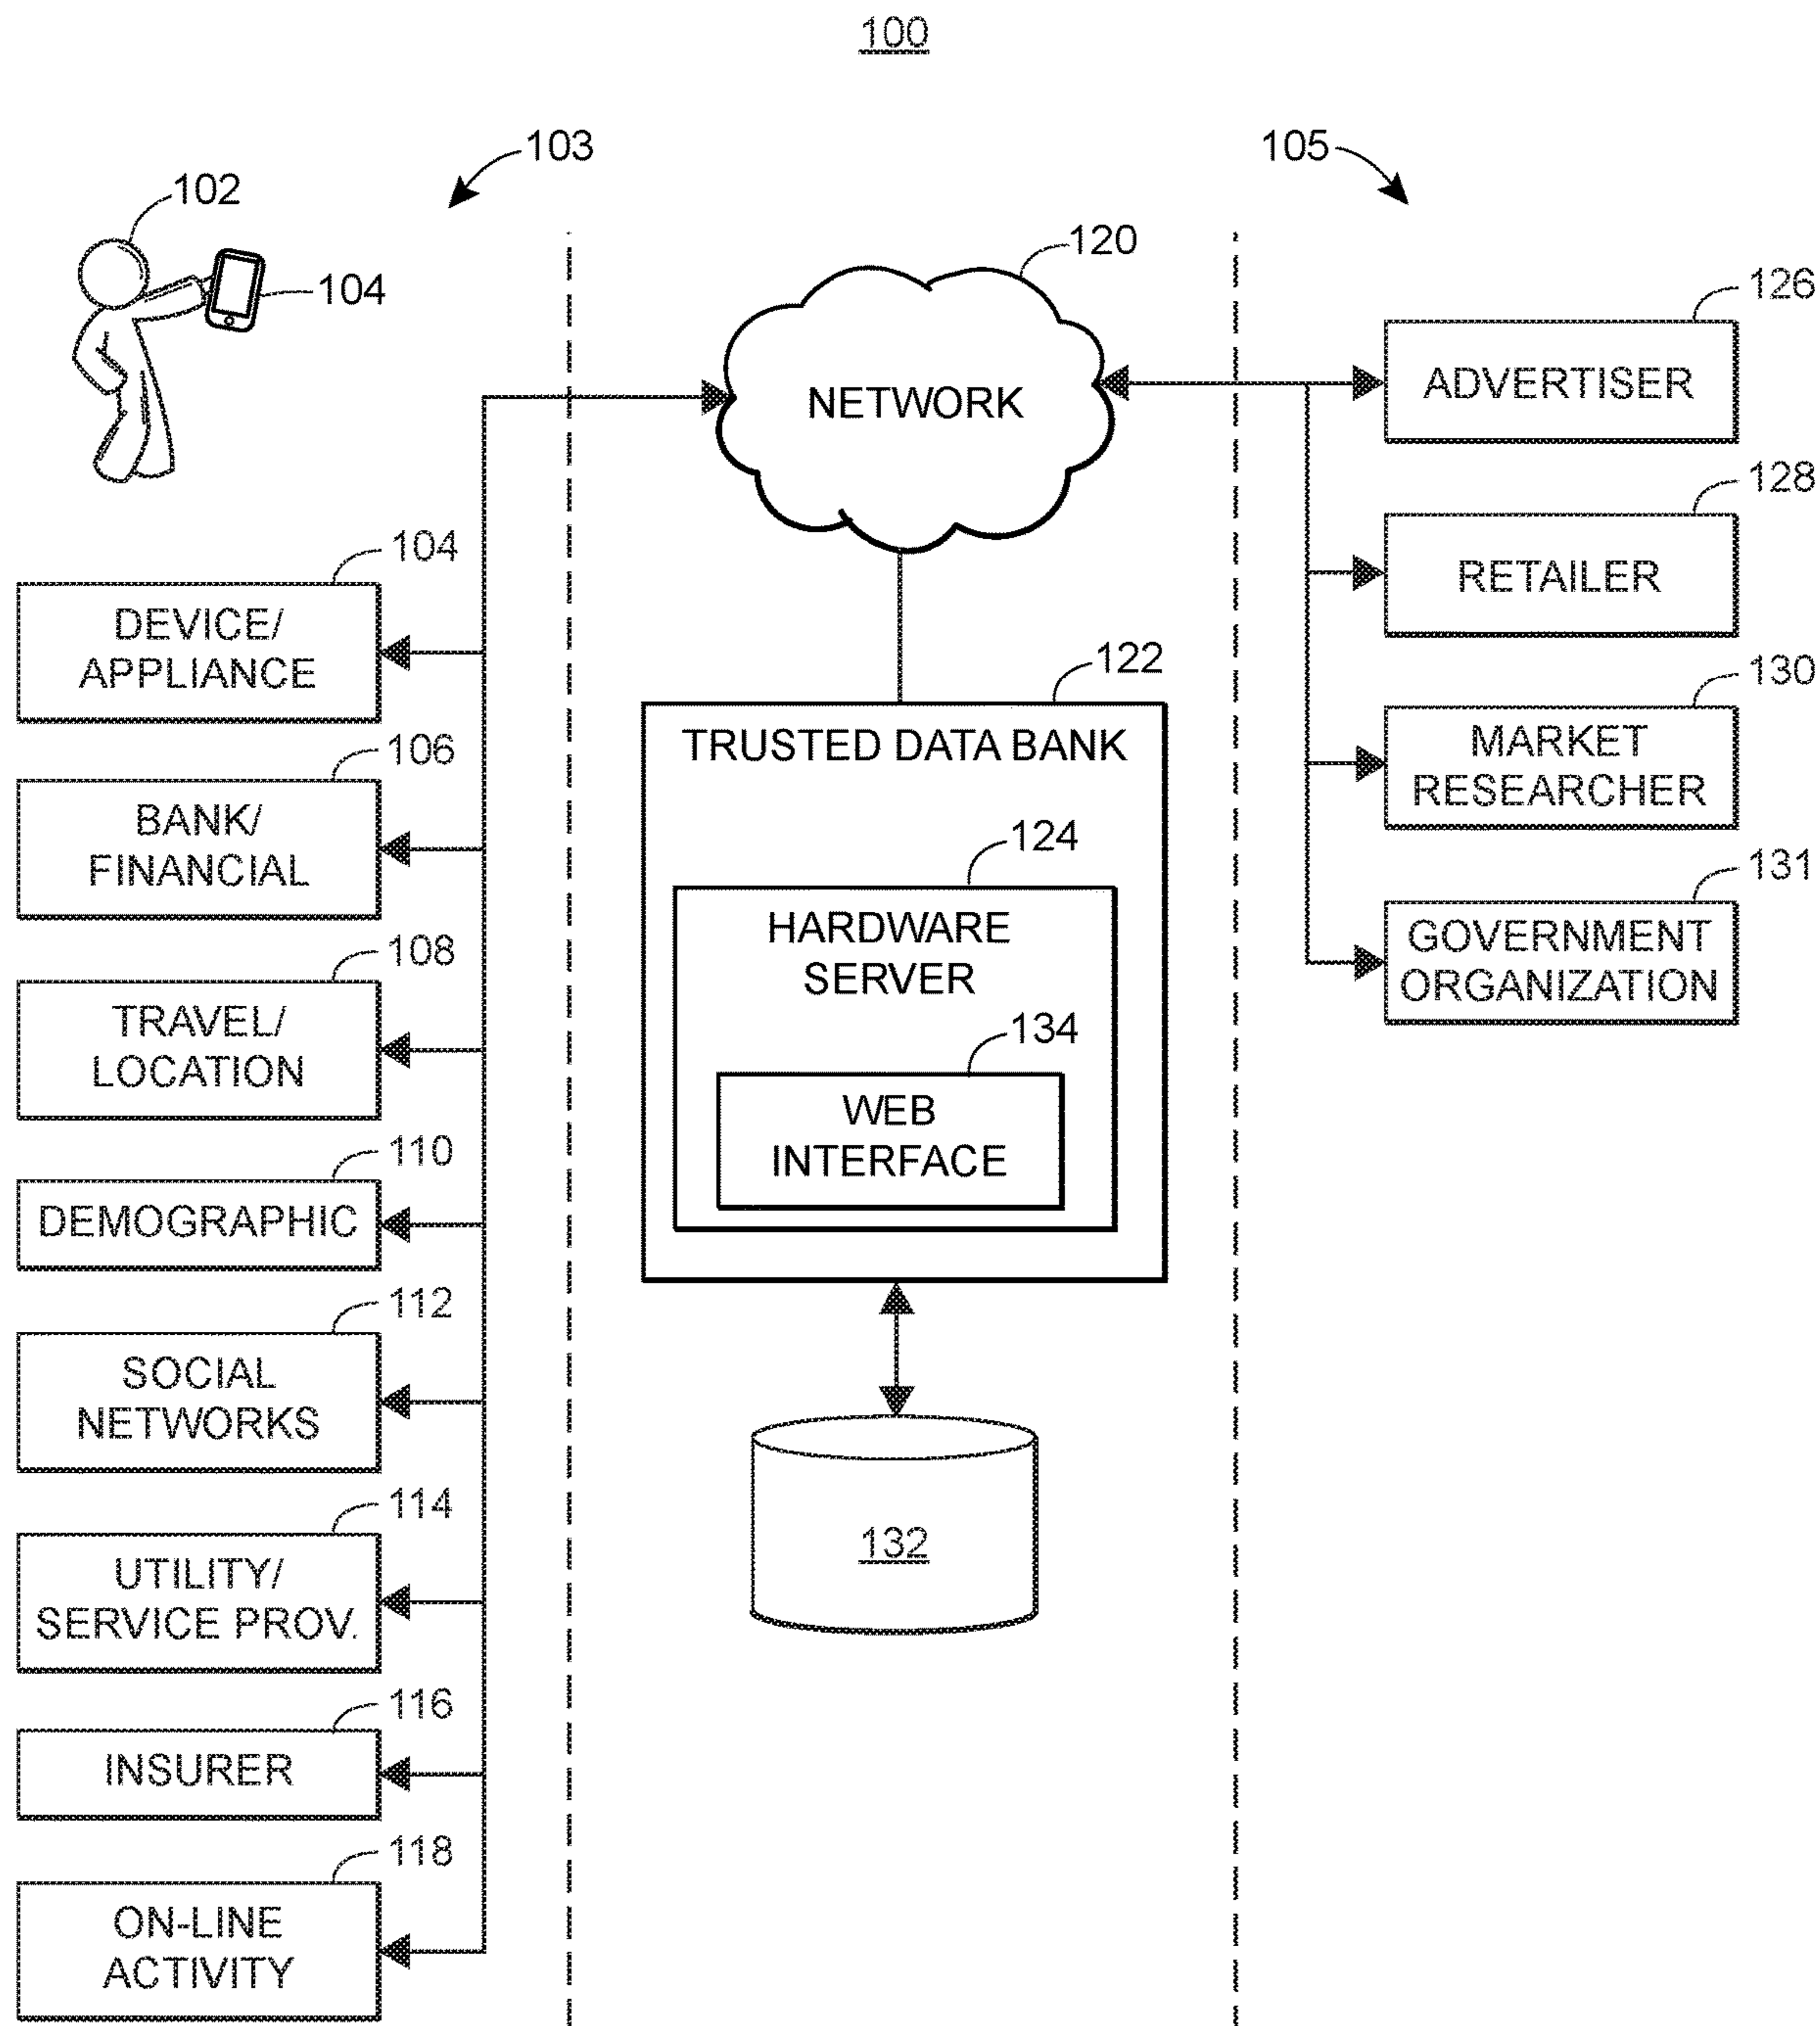 100
103
105
102
104
120
126
NETWORK
ADVERTISER
128
RETAILER
104
DEVICE/
APPLIANCE
122
TRUSTED DATA BANK
130
MARKET
RESEARCHER
106
BANK/
FINANCIAL
124
HARDWARE
SERVER
131
GOVERNMENT
ORGANIZATION
108
TRAVEL/
LOCATION
134
WEB
INTERFACE
110
DEMOGRAPHIC
112
SOCIAL
NETWORKS
132
114
UTILITY/
SERVICE PROV.
116
INSURER
118
ON-LINE
ACTIVITY